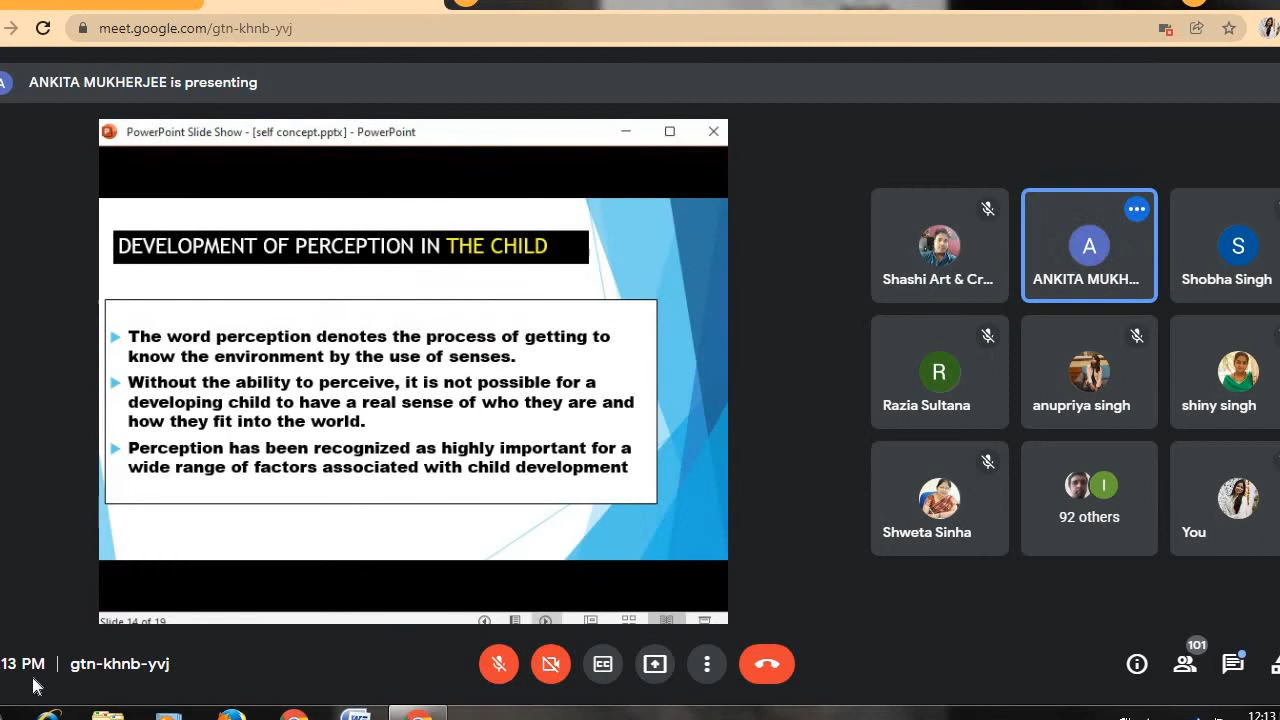 meet.google.com/gtn-khnb-yvj
A
ANKITA MUKHERJEE is presenting
PowerPoint Slide Show - [self concept.pptx] - PowerPoint
DEVELOPMENT OF PERCEPTION IN THE CHILD
The word perception denotes the process of getting to
know the environment by the use of senses.
Without the ability to perceive, it is not possible for a
developing child to have a real sense of who they are and
how they fit into the world.
Perception has been recognized as highly important for a
wide range of factors associated with child development
Slide 14 of 19
Shashi Art & Cr...
A
ANKITA MUKH...
S
Shobha Singh
R
Razia Sultana
anupriya singh
shiny singh
Shweta Sinha
I
92 others
You
13 PM
gtn-khnb-yvj
CC
101
12:13